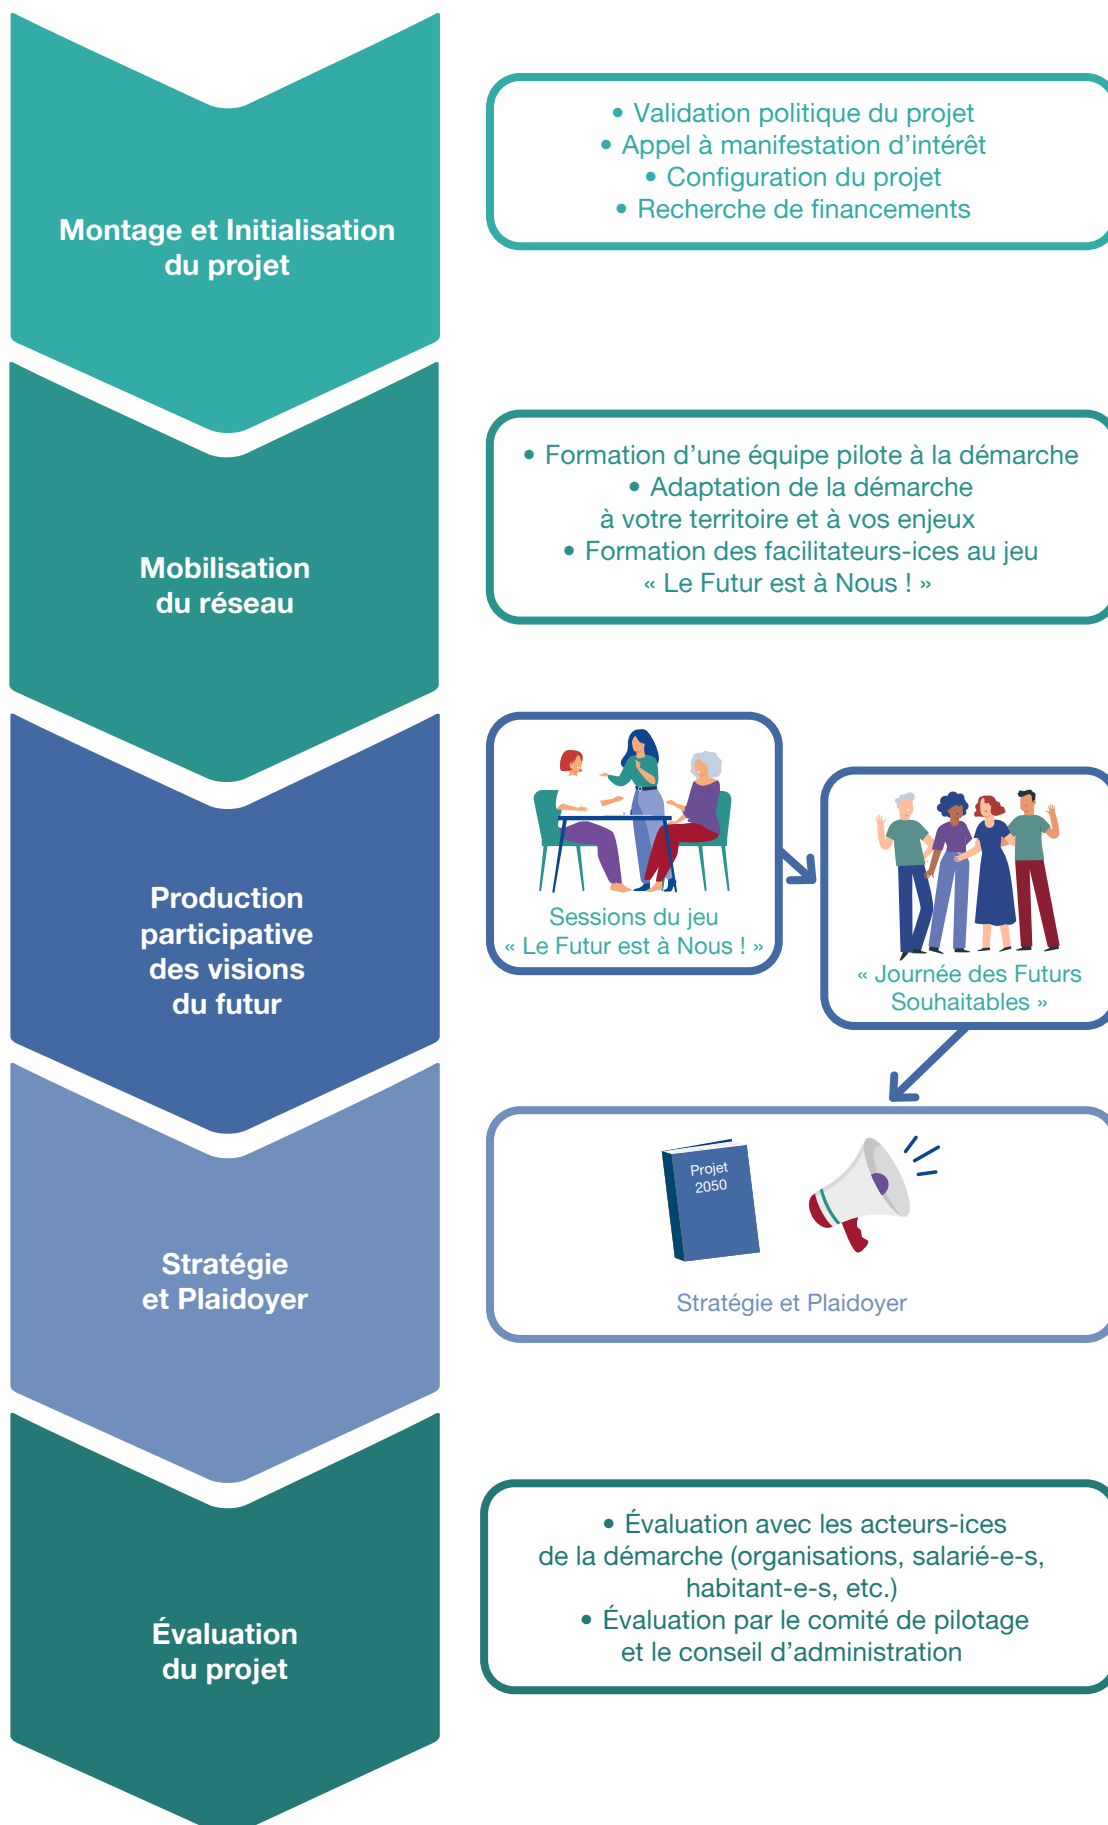 Montage et Initialisation
du projet
• Validation politique du projet
• Appel à manifestation d’intérêt
• Configuration du projet
• Recherche de financements
Mobilisation
du réseau
• Formation d’une équipe pilote à la démarche
• Adaptation de la démarche
à votre territoire et à vos enjeux
• Formation des facilitateurs-ices au jeu
« Le Futur est à Nous ! »
Production
participative
des visions
du futur
Sessions du jeu
« Le Futur est à Nous ! »
« Journée des Futurs
Souhaitables »
Stratégie
et Plaidoyer
Projet
2050
Stratégie et Plaidoyer
Évaluation
du projet
• Évaluation avec les acteurs-ices
de la démarche (organisations, salarié-e-s,
habitant-e-s, etc.)
• Évaluation par le comité de pilotage
et le conseil d’administration